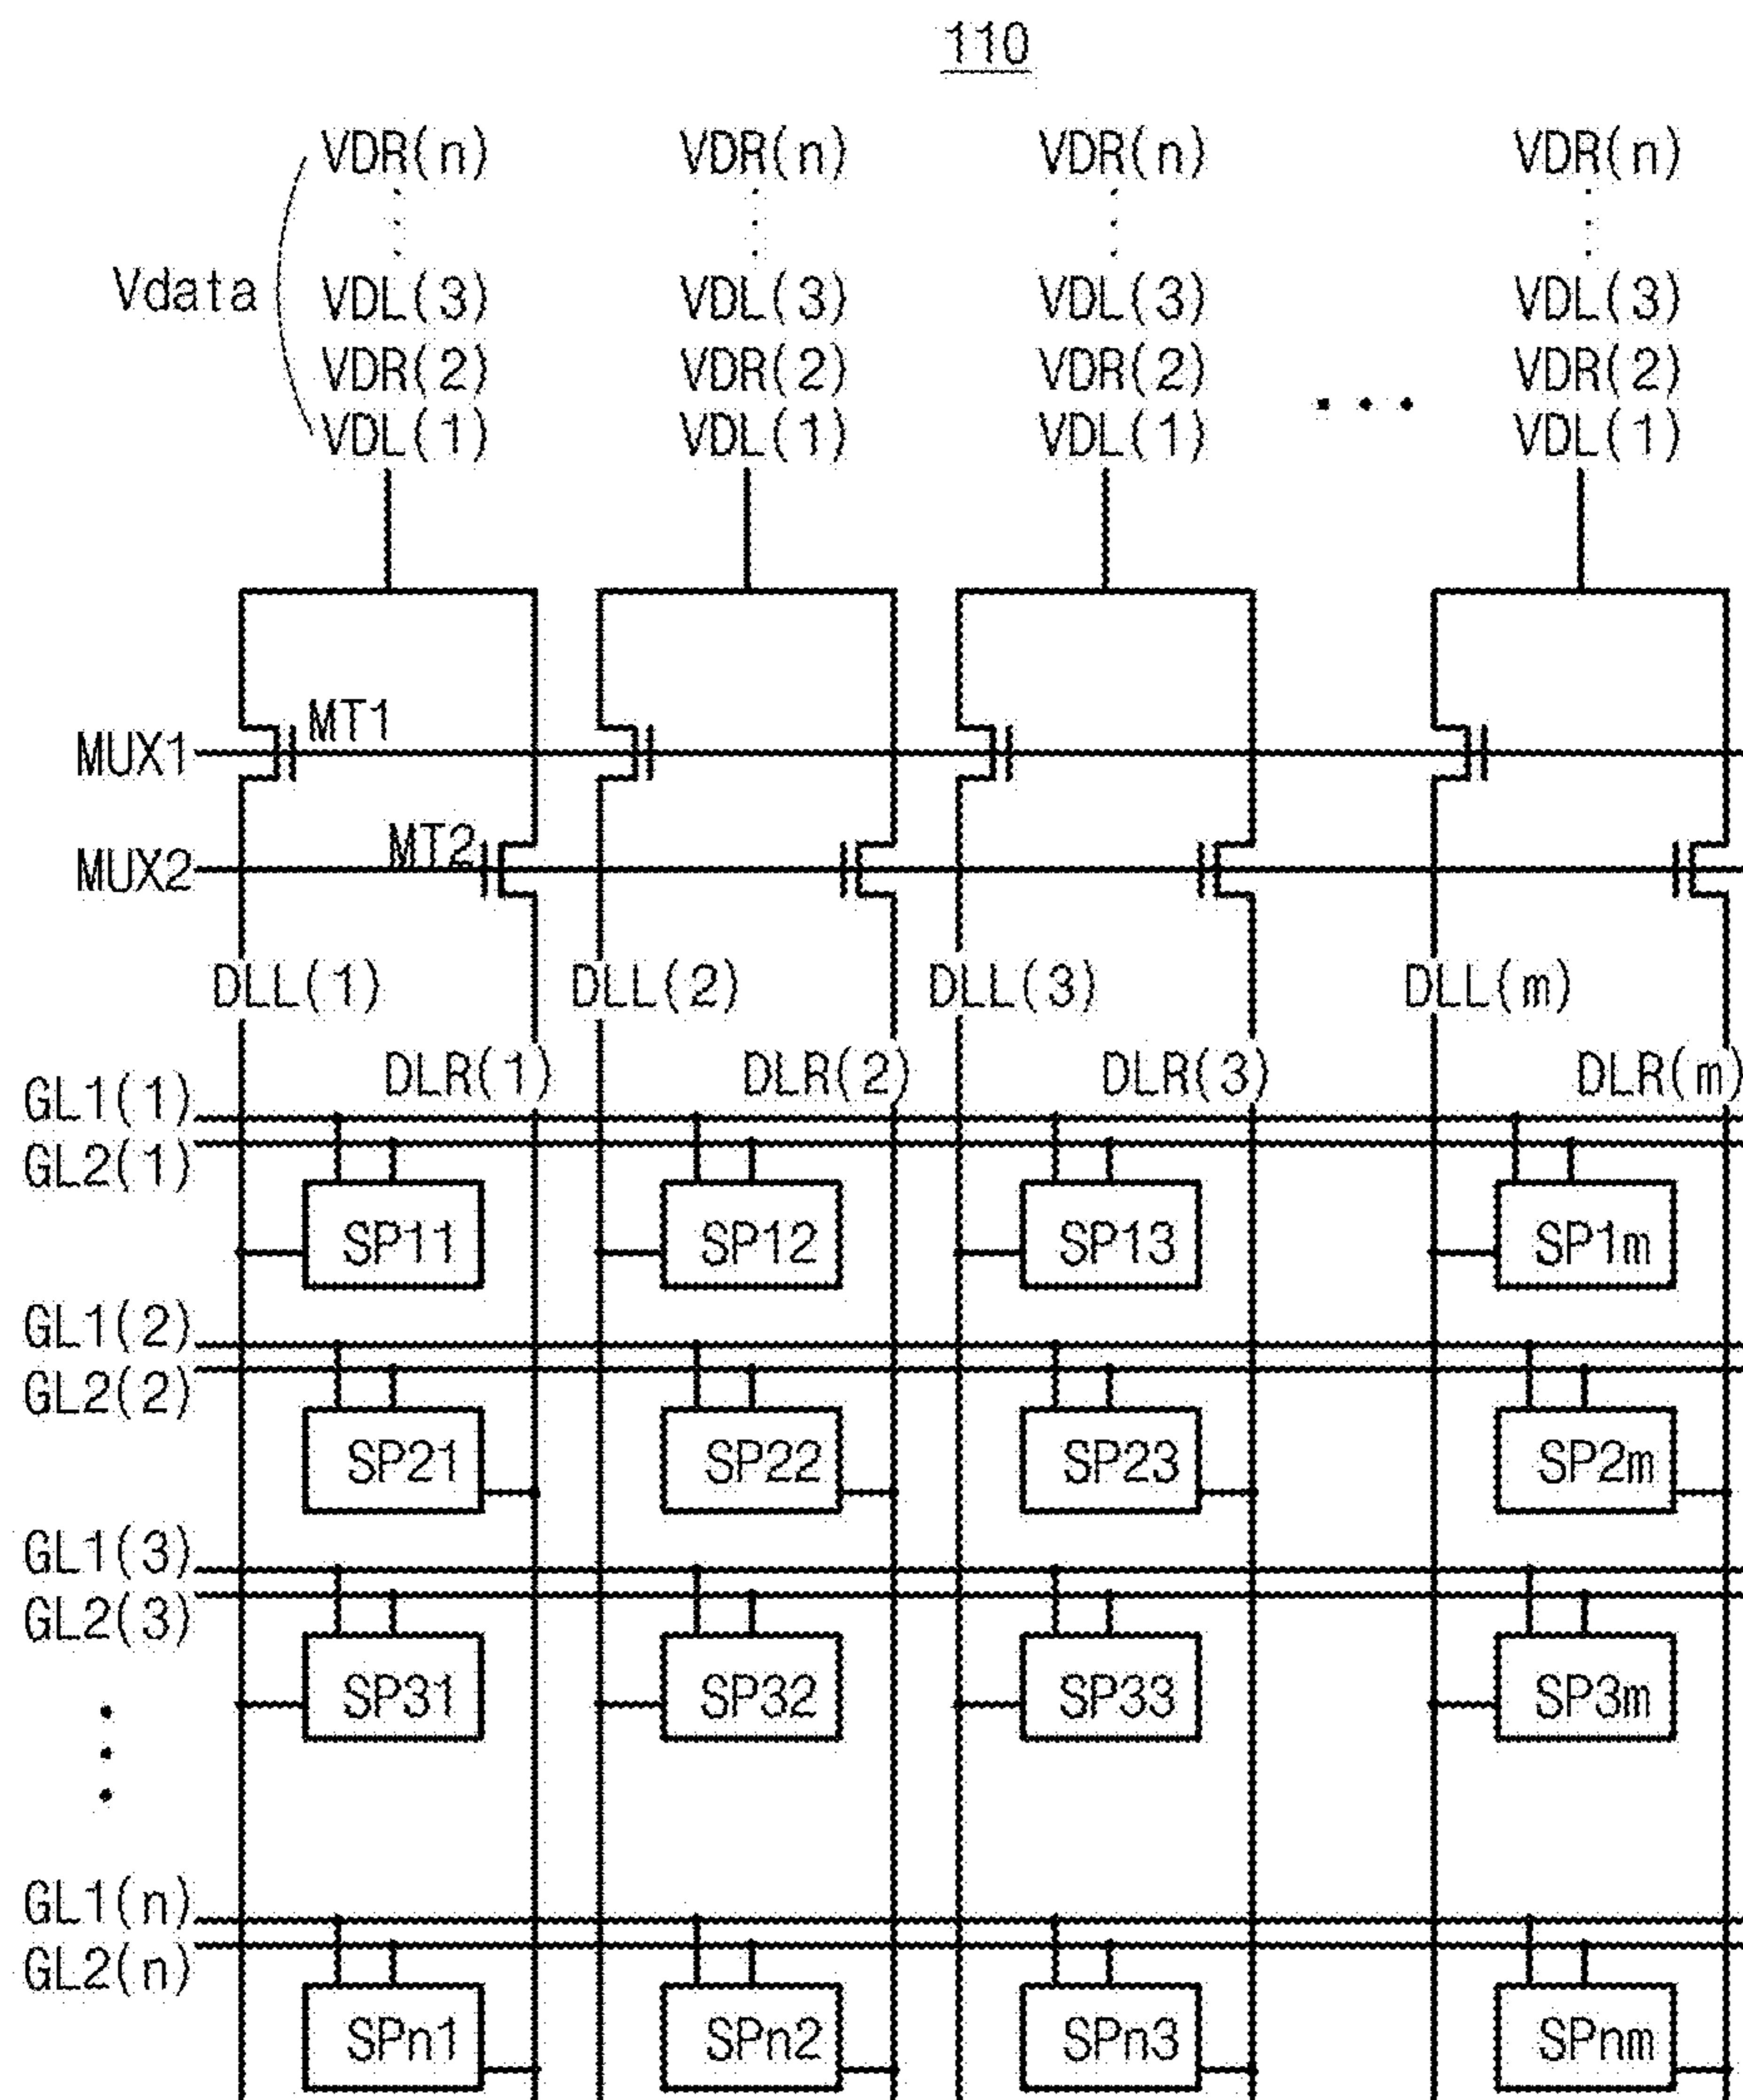 110
VDR(n) VDR(n) VDR(n) VDR(n)
Vdata VDL(3) VDL(3) VDL(3) VDL(3)
VDR(2) VDR(2) VDR(2) VDR(2)
VDL(1) VDL(1) VDL(1) VDL(1)
MT1
MUX1
MT2
MUX2
DLL(1) DLL(2) DLL(3) DLL(m)
DLR(1) DLR(2) DLR(3) DLR(m)
GL1(1)
GL2(1)
SP11 SP12 SP13 SP1m
GL1(2)
GL2(2)
SP21 SP22 SP23 SP2m
GL1(3)
GL2(3)
SP31 SP32 SP33 SP3m
GL1(n)
GL2(n)
SPn1 SPn2 SPn3 SPnm